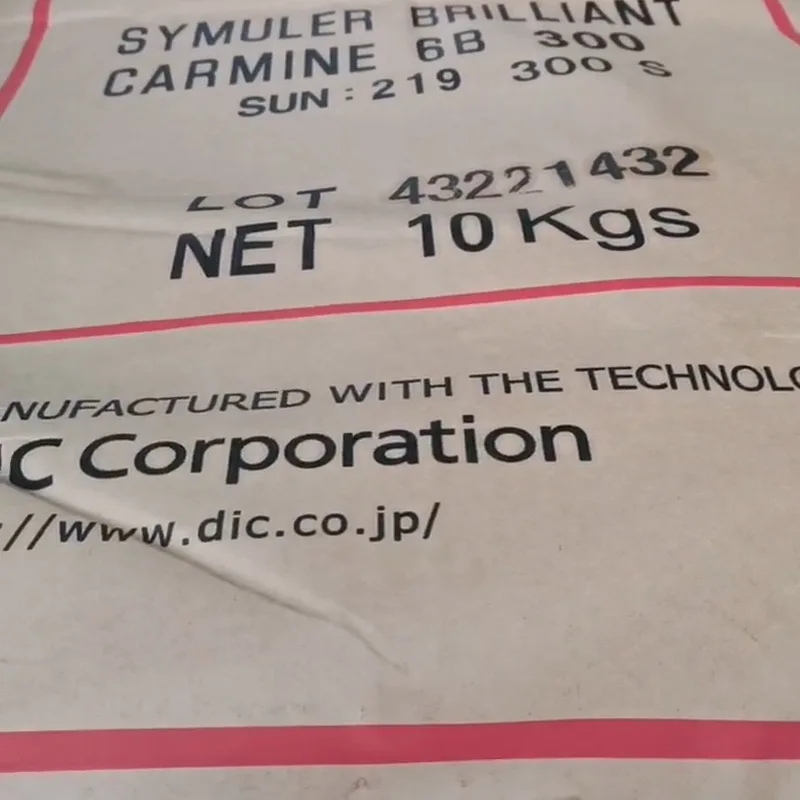 SYMULER BRILLIANT
CARMINE 6B 300
SUN: 219 300 S
LOT 43221432
NET 10 Kgs
NUFACTURED WITH THE TECHNOLO
IC Corporation
://www.dic.co.jp/